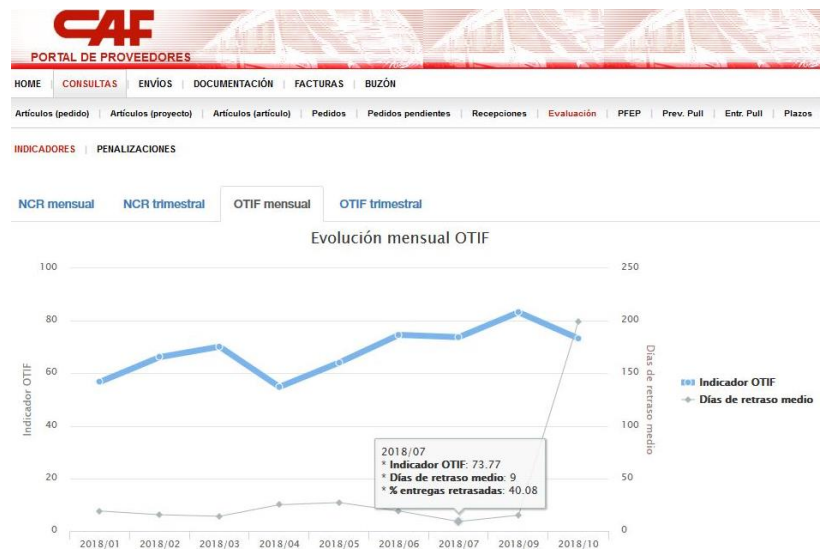 CAF
PORTAL DE PROVEEDORES
HOME | CONSULTAS | ENVÍOS | DOCUMENTACIÓN | FACTURAS | BUZÓN
Artículos (pedido) | Artículos (proyecto) | Artículos (artículo) | Pedidos | Pedidos pendientes | Recepciones | Evaluación | PFEP | Prev. Pull | Entr. Pull | Plazos
INDICADORES | PENALIZACIONES
NCR mensual NCR trimestral OTIF mensual OTIF trimestral
Evolución mensual OTIF
100 250
80 200
60 150
40 100
20 50
0 0
Indicador OTIF
Días de retraso medio
Indicador OTIF
Días de retraso medio
2018/07
* Indicador OTIF: 73.77
* Días de retraso medio: 9
* % entregas retrasadas: 40.08
2018/01 2018/02 2018/03 2018/04 2018/05 2018/06 2018/07 2018/09 2018/10